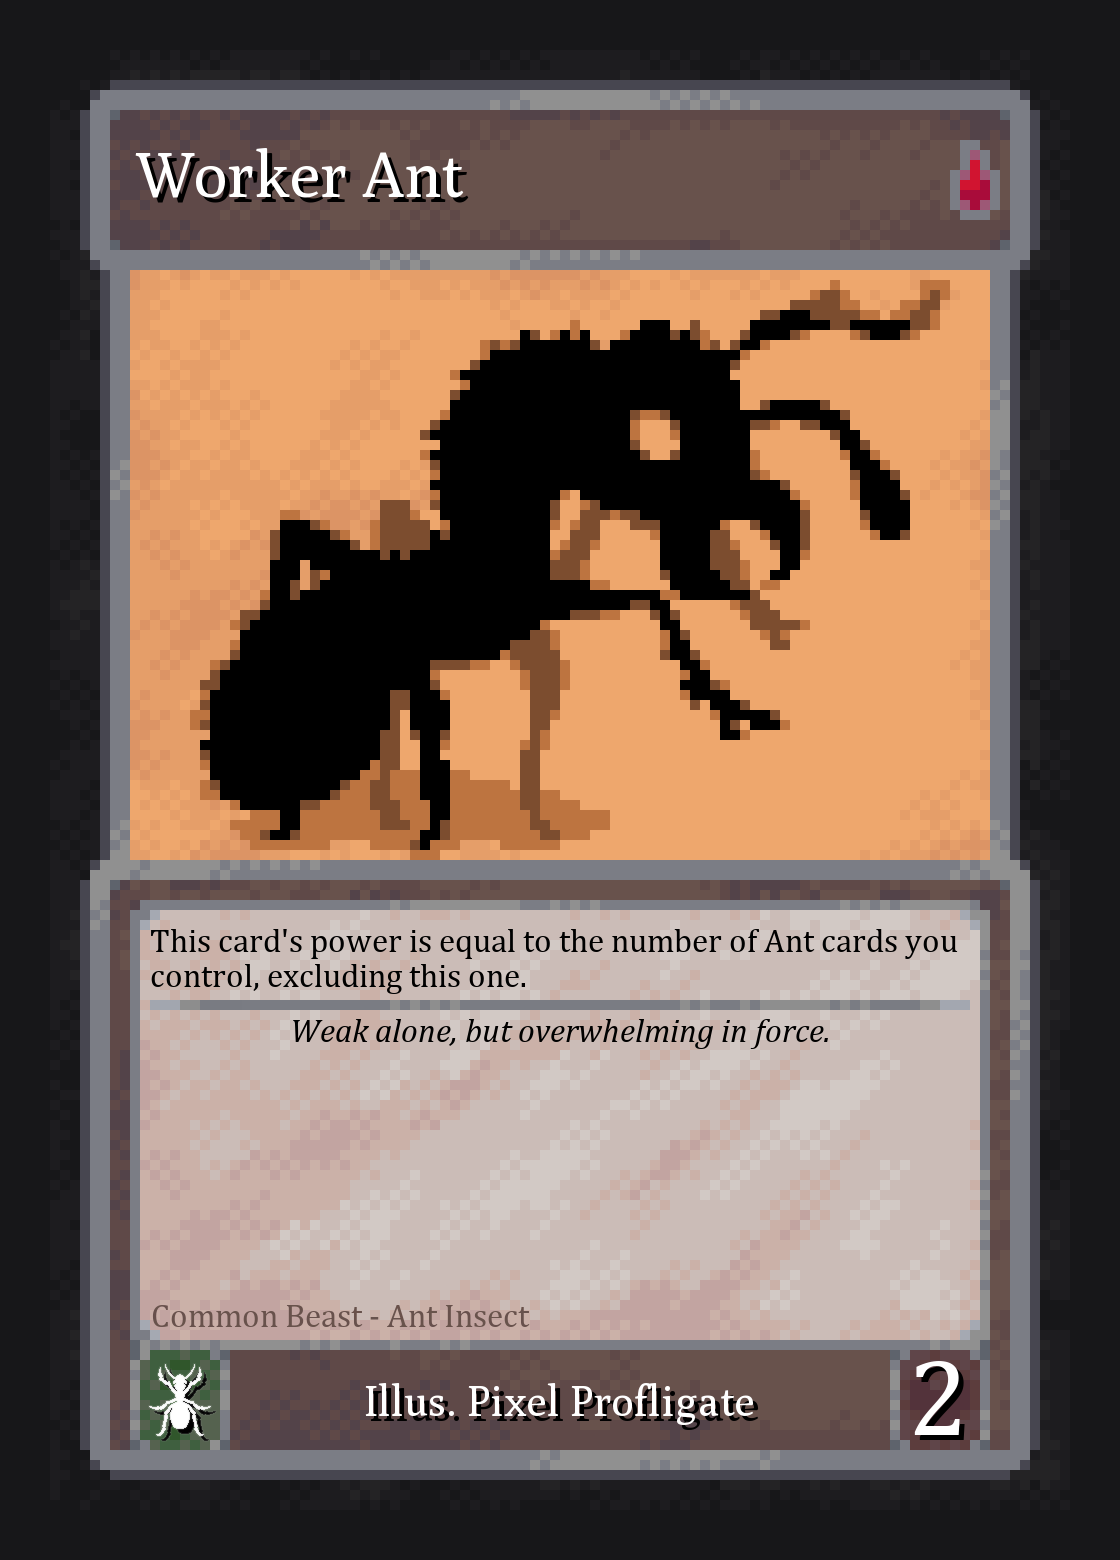 Worker Ant
This card's power is equal to the number of Ant cards you
control, excluding this one.
Weak alone, but overwhelming in force.
Common Beast - Ant Insect
Illus. Pixel Profligate
2